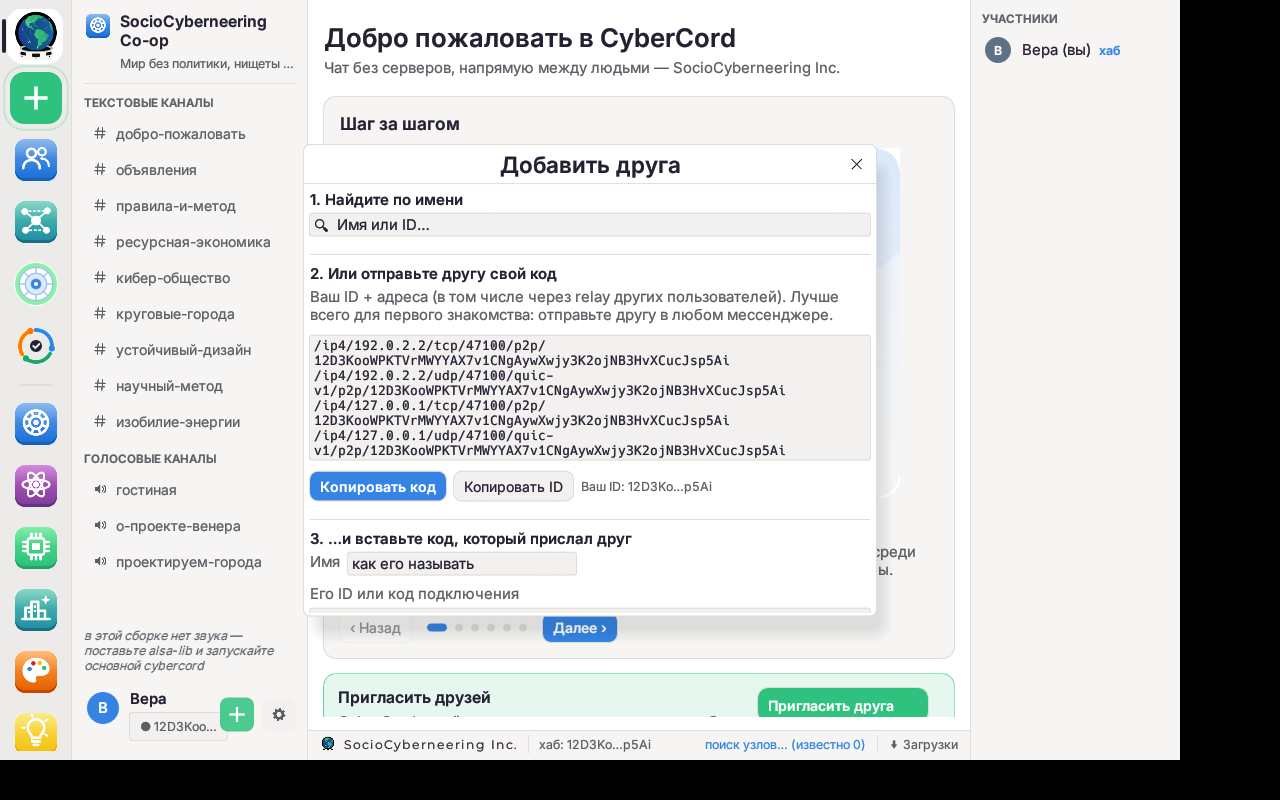 SocioCyberneering
Co-op
Мир без политики, нищеты ...
ТЕКСТОВЫЕ КАНАЛЫ
# добро-пожаловать
# объявления
# правила-и-метод
# ресурсная-экономика
# кибер-общество
# круговые-города
# устойчивый-дизайн
# научный-метод
# изобилие-энергии
ГОЛОСОВЫЕ КАНАЛЫ
гостиная
о-проекте-венера
проектируем-города
в этой сборке нет звука —
поставьте alsa-lib и запускайте
основной cybercord
В
Вера
12D3Koo...
Добро пожаловать в CyberCord
Чат без серверов, напрямую между людьми — SocioCyberneering Inc.
Шаг за шагом
Добавить друга
1. Найдите по имени
Имя или ID...
2. Или отправьте другу свой код
Ваш ID + адреса (в том числе через relay других пользователей). Лучше
всего для первого знакомства: отправьте другу в любом мессенджере.
/ip4/192.0.2.2/tcp/47100/p2p/
12D3KooWPKTVrMWYYAX7v1CNgAywXwjy3K2ojNB3HvXCucJsp5Ai
/ip4/192.0.2.2/udp/47100/quic-
v1/p2p/12D3KooWPKTVrMWYYAX7v1CNgAywXwjy3K2ojNB3HvXCucJsp5Ai
/ip4/127.0.0.1/tcp/47100/p2p/
12D3KooWPKTVrMWYYAX7v1CNgAywXwjy3K2ojNB3HvXCucJsp5Ai
/ip4/127.0.0.1/udp/47100/quic-
v1/p2p/12D3KooWPKTVrMWYYAX7v1CNgAywXwjy3K2ojNB3HvXCucJsp5Ai
Копировать код Копировать ID Ваш ID: 12D3Ko...p5Ai
3. ...и вставьте код, который прислал друг
Имя как его называть
Его ID или код подключения
среди
ы.
‹ Назад Далее ›
Пригласить друзей
Пригласить друга
SocioCyberneering Inc. хаб: 12D3Ko...p5Ai поиск узлов... (известно 0) Загрузки
УЧАСТНИКИ
В Вера (вы) хаб